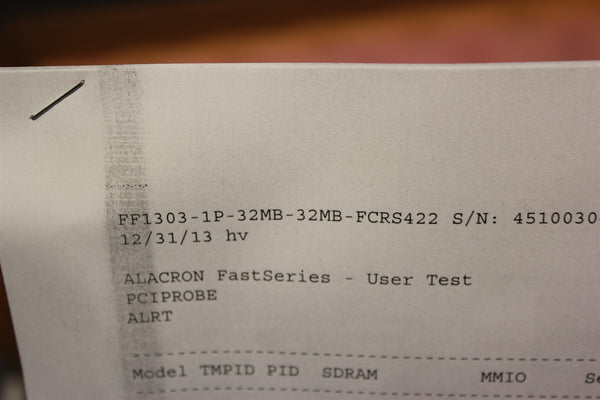 FF1303-1P-32MB-32MB-FCRS422 S/N: 4510030
12/31/13 hv
ALACRON FastSeries - User Test
PCIPROBE
ALRT
Model TMPID PID SDRAM MMIO